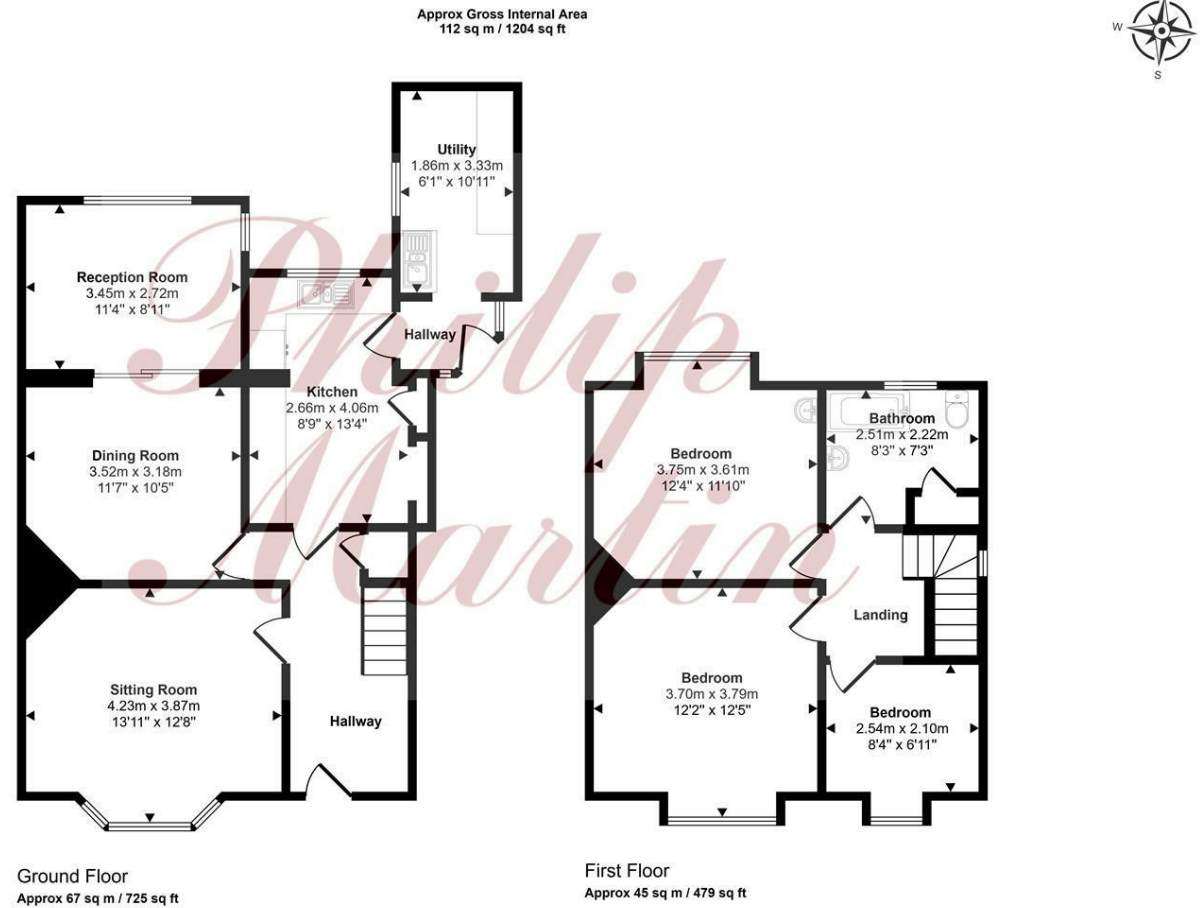 Approx Gross Internal Area
112 sq m / 1204 sq ft
W
S
Utility
1.86m x 3.33m
6'1" x 10'11"
Reception Room
3.45m x 2.72m
11'4" x 8'11"
Hallway
Kitchen
2.66m x 4.06m
8'9" x 13'4"
Dining Room
3.52m x 3.18m
11'7" x 10'5"
Sitting Room
4.23m x 3.87m
13'11" x 12'8"
Hallway
Bathroom
2.51m x 2.22m
8'3" x 7'3"
Bedroom
3.75m x 3.61m
12'4" x 11'10"
Landing
Bedroom
3.70m x 3.79m
12'2" x 12'5"
Bedroom
2.54m x 2.10m
8'4" x 6'11"
Philip
Martin
Ground Floor
Approx 67 sq m / 725 sq ft
First Floor
Approx 45 sq m / 479 sq ft